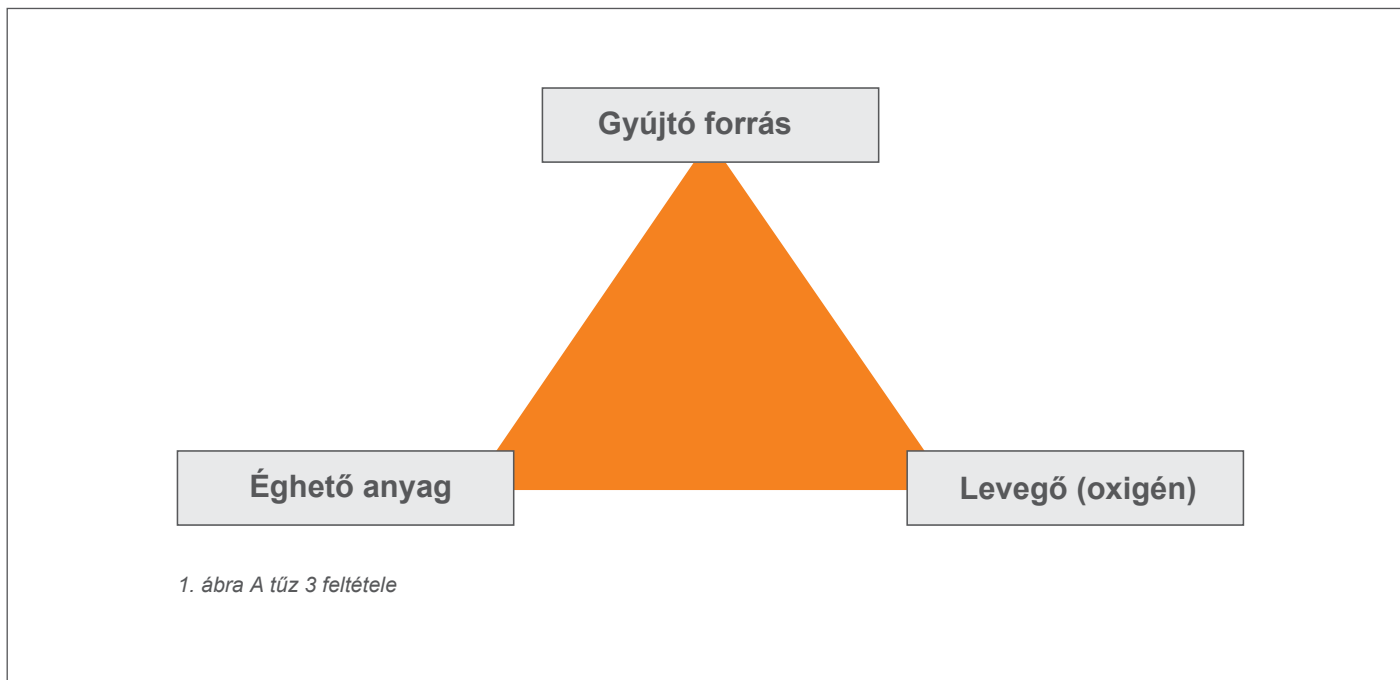 Gyújtó forrás
Éghető anyag
Levegő (oxigén)
1. ábra A tűz 3 feltétele